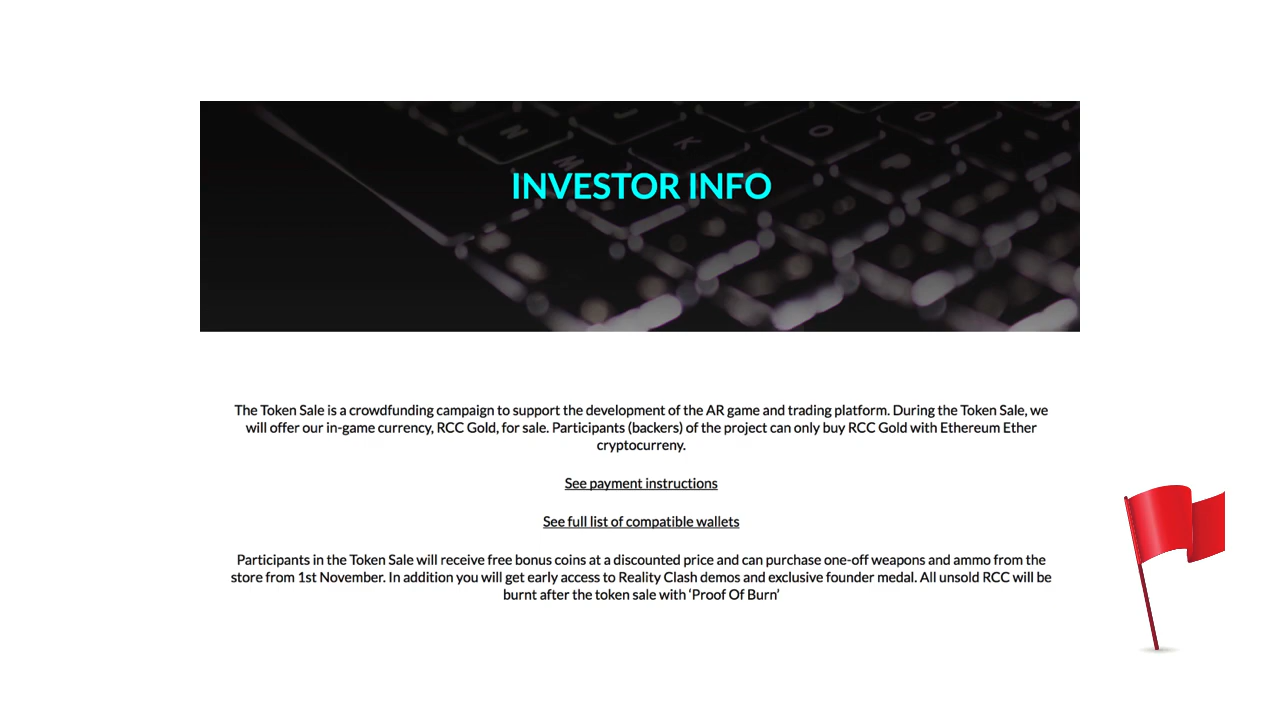 INVESTOR INFO
The Token Sale is a crowdfunding campaign to support the development of the AR game and trading platform. During the Token Sale, we
will offer our in-game currency, RCC Gold, for sale. Participants (backers) of the project can only buy RCC Gold with Ethereum Ether
cryptocurreny.
See payment instructions
See full list of compatible wallets
Participants in the Token Sale will receive free bonus coins at a discounted price and can purchase one-off weapons and ammo from the
store from 1st November. In addition you will get early access to Reality Clash demos and exclusive founder medal. All unsold RCC will be
burnt after the token sale with ‘Proof Of Burn’